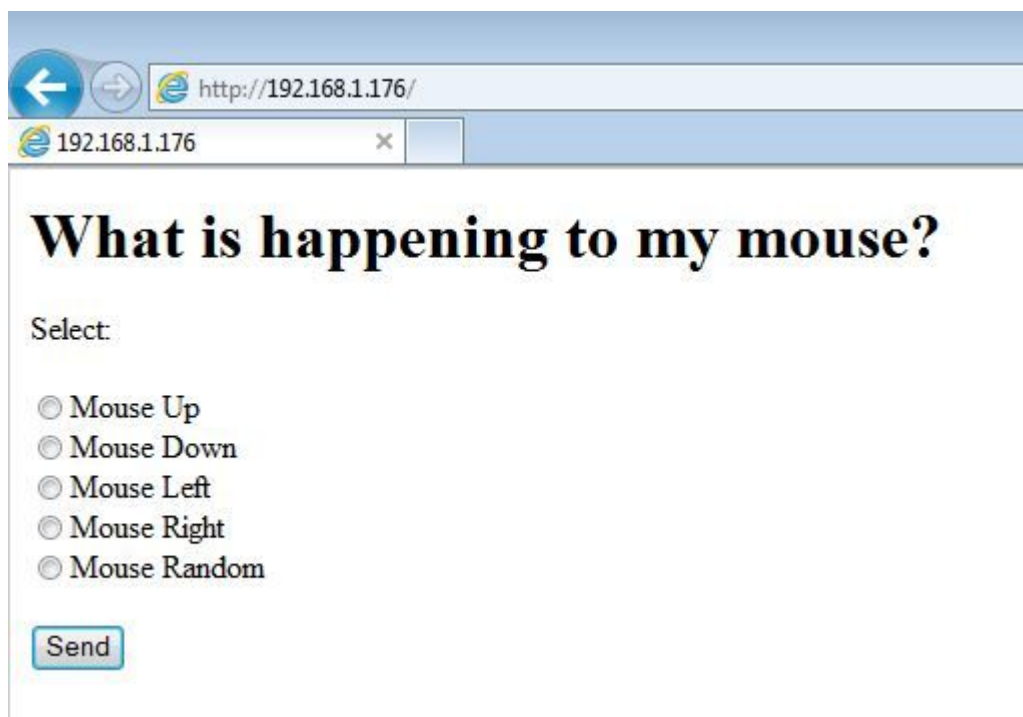 http://192.168.1.176/
192.168.1.176
What is happening to my mouse?
Select:
Mouse Up
Mouse Down
Mouse Left
Mouse Right
Mouse Random
Send